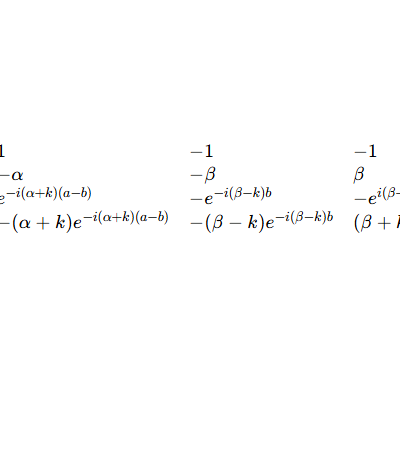 1 −1 −1
−α −β β
e^{−i(α+k)(a−b)} −e^{−i(β−k)b} −e^{i(β−
−(α + k)e^{−i(α+k)(a−b)} −(β − k)e^{−i(β−k)b} (β + k